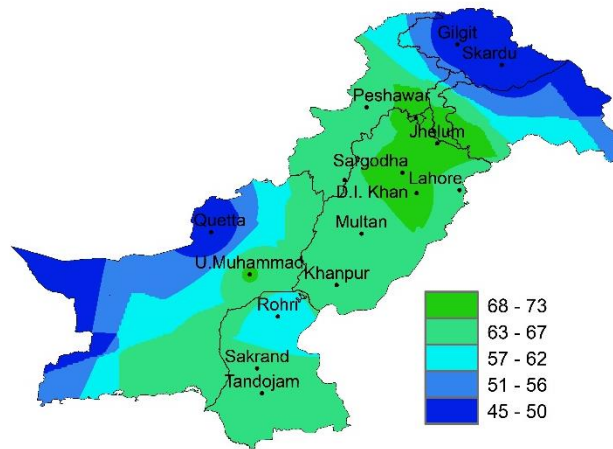 Gilgit
Skardu
Peshawar
Jhelum
Sargodha
Lahore
D.I. Khan
Quetta
Multan
U.Muhammad
Khanpur
Rohri
Sakrand
Tandojam
68 - 73
63 - 67
57 - 62
51 - 56
45 - 50